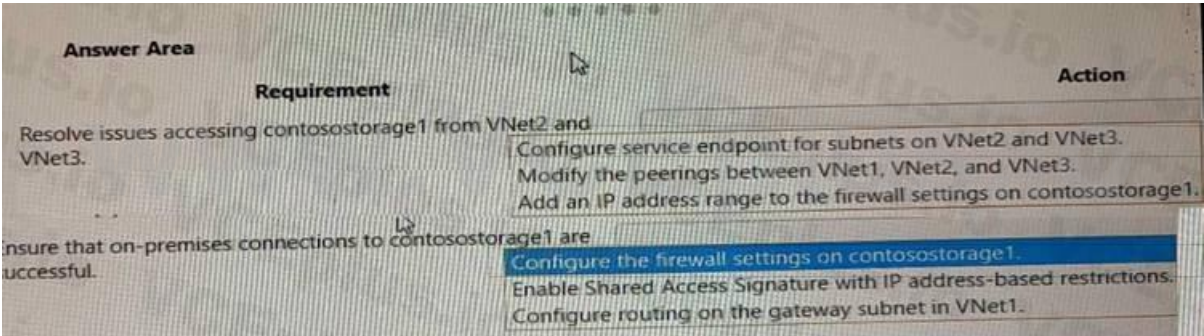 Answer Area
Requirement
Action
Resolve issues accessing contosostorage1 from VNet2 and
VNet3.
Configure service endpoint for subnets on VNet2 and VNet3.
Modify the peerings between VNet1, VNet2, and VNet3.
Add an IP address range to the firewall settings on contosostorage1.
nsure that on-premises connections to contosostorage1 are
uccessful.
Configure the firewall settings on contosostorage1.
Enable Shared Access Signature with IP address-based restrictions.
Configure routing on the gateway subnet in VNet1.